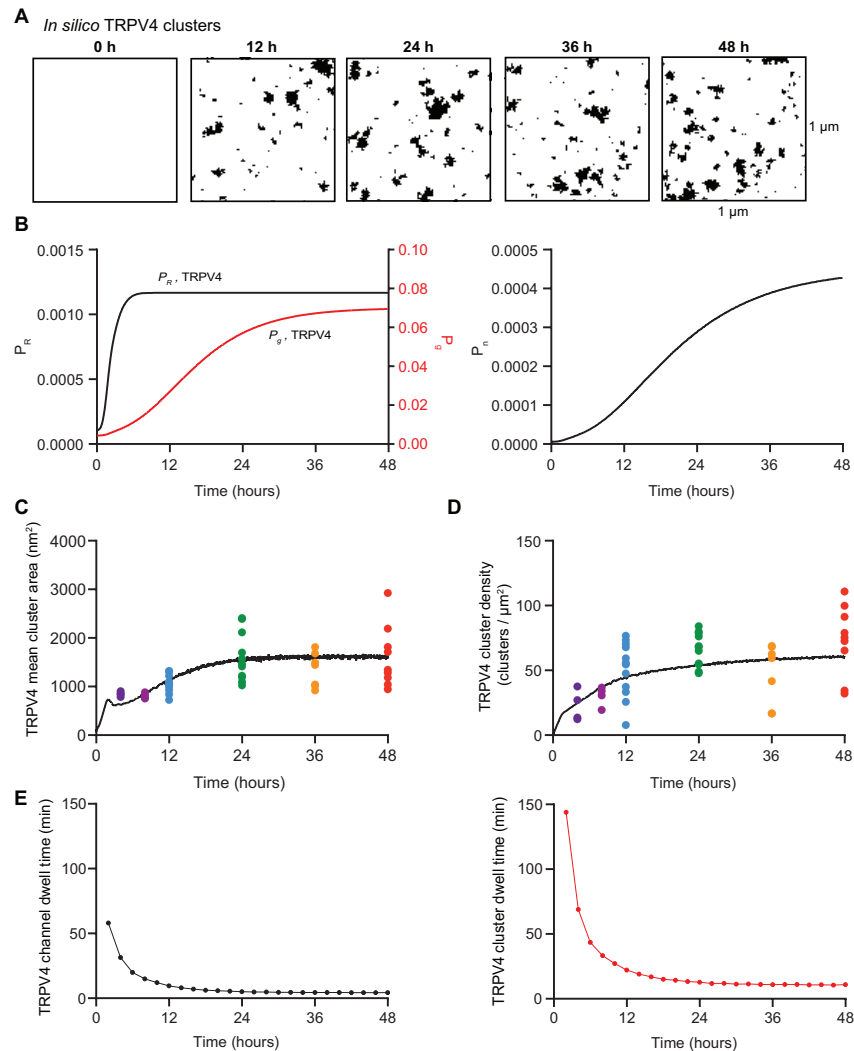 A
In silico TRPV4 clusters
0 h 12 h 24 h 36 h 48 h
1 µm
1 µm
B
0.0015
0.0010
0.0005
0.0000
P_R
P_R , TRPV4
P_g , TRPV4
0.10
0.08
0.06
0.04
0.02
0.00
P_g
0 12 24 36 48
Time (hours)
0.0005
0.0004
0.0003
0.0002
0.0001
0.0000
P_n
0 12 24 36 48
Time (hours)
C
4000
3000
2000
1000
0
TRPV4 mean cluster area (nm²)
0 12 24 36 48
Time (hours)
D
150
100
50
0
TRPV4 cluster density
(clusters / µm²)
0 12 24 36 48
Time (hours)
E
150
100
50
0
TRPV4 channel dwell time (min)
0 12 24 36 48
Time (hours)
150
100
50
0
TRPV4 cluster dwell time (min)
0 12 24 36 48
Time (hours)